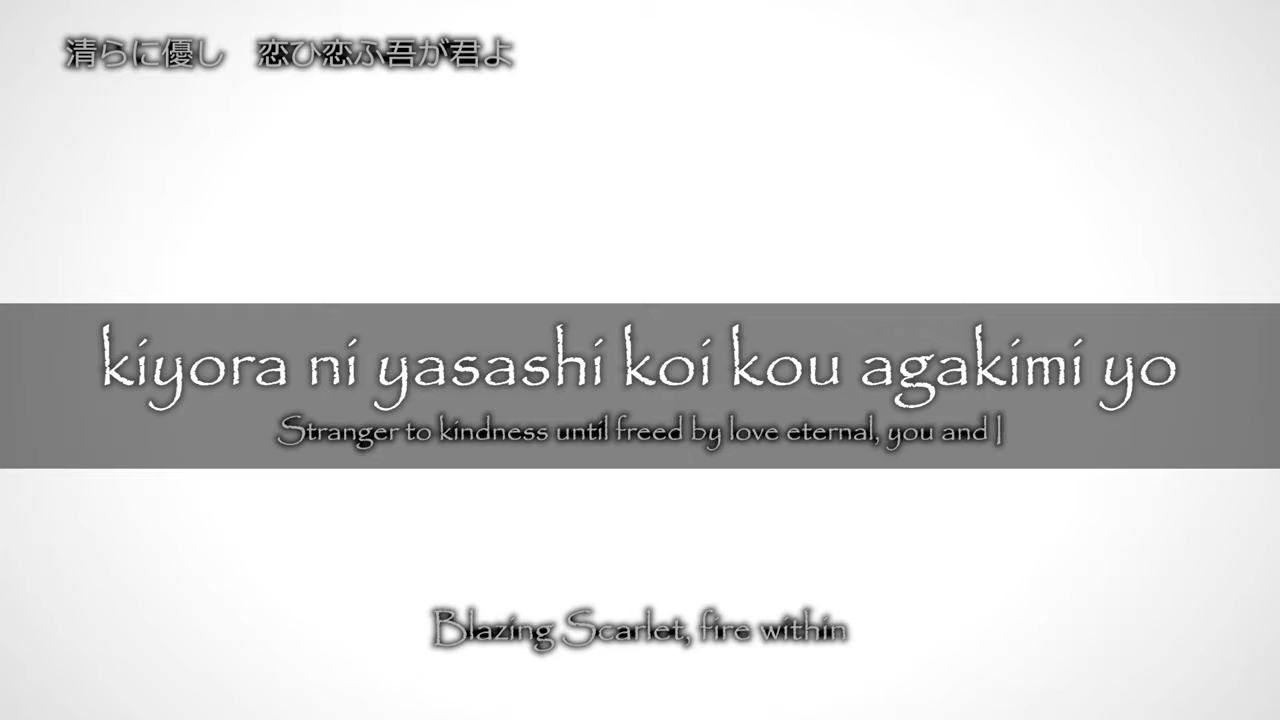 清らに優し　恋ひ恋ふ吾が君よ
kiyora ni yasashi koi kou agakimi yo
Stranger to kindness until freed by love eternal, you and I
Blazing Scarlet, fire within